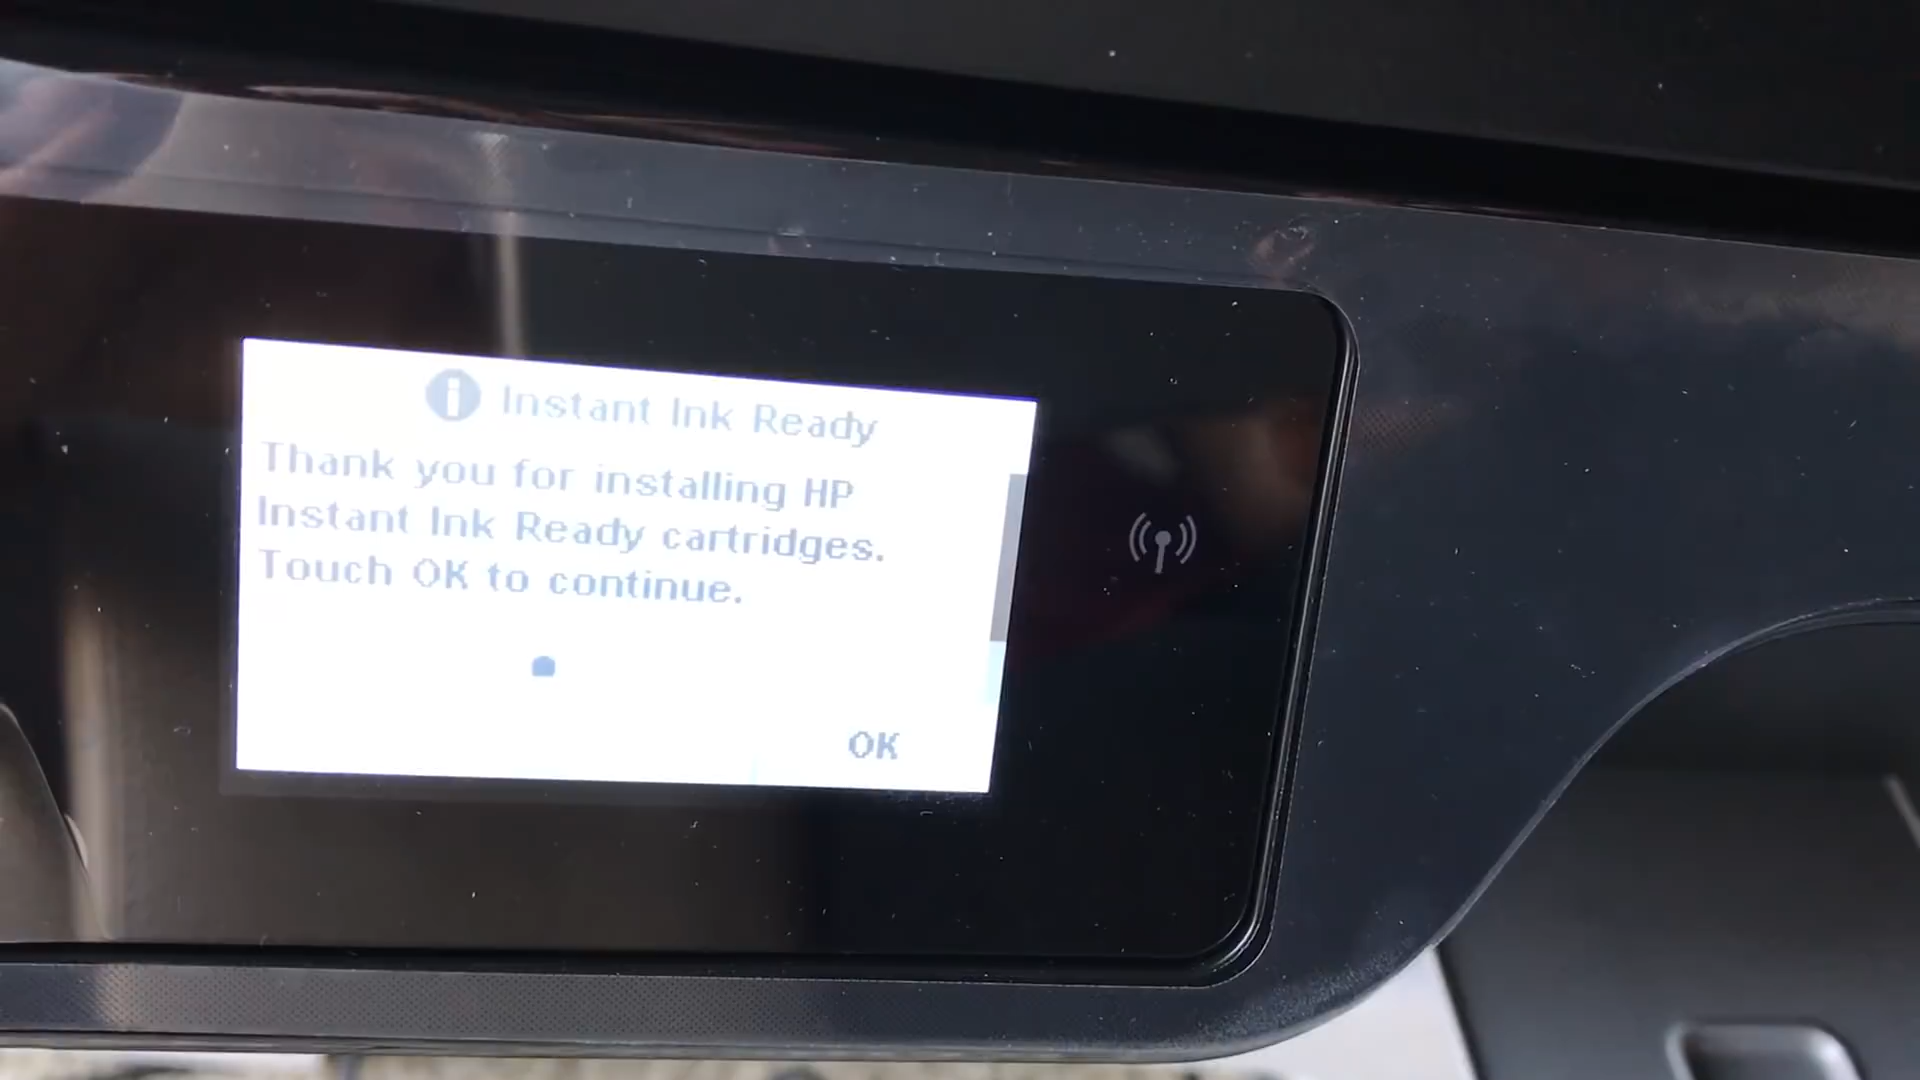 Instant Ink Ready
Thank you for installing HP
Instant Ink Ready cartridges.
Touch OK to continue.
OK